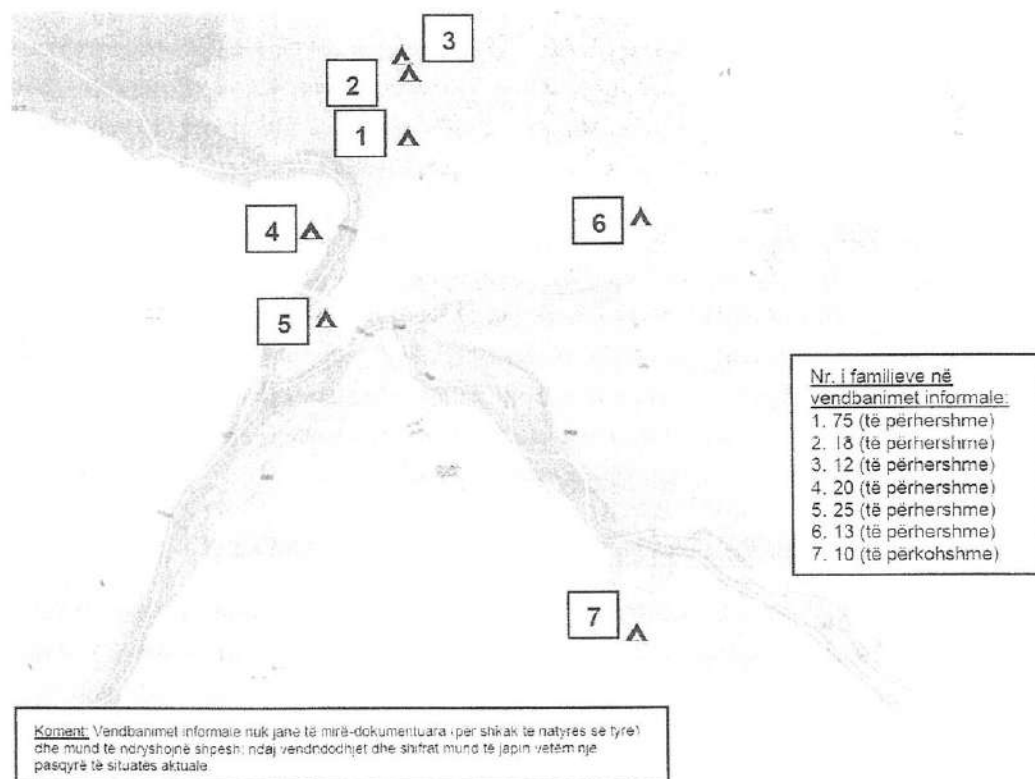 3
2
1
4
6
5
Nr. i familjeve në
vendbanimet informale:
1. 75 (të përhershme)
2. 18 (të përhershme)
3. 12 (të përhershme)
4. 20 (të përhershme)
5. 25 (të përhershme)
6. 13 (të përhershme)
7. 10 (të përkohshme)
7
Koment: Vendbanimet informale nuk janë të mirë-dokumentuara (për shkak të natyrës së tyre)
dhe mund të ndryshojnë shpesh; ndaj vendndodhjet dhe shifrat mund të japin vetëm një
pasqyrë të situatës aktuale.